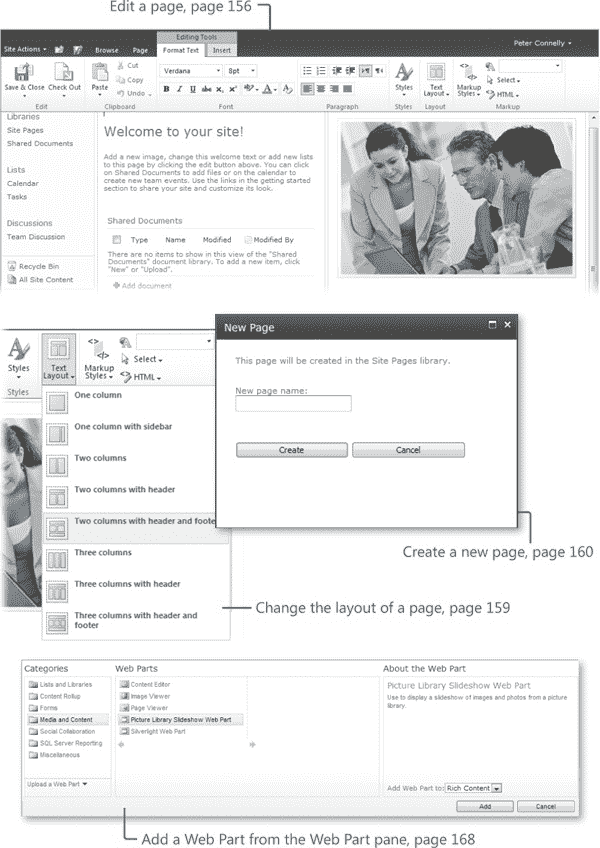 Edit a page, page 156
Editing Tools
Site Actions Browse Page Format Text Insert Peter Connelly
Save & Close Check Out Paste Cut Copy Undo Verdana 8pt B I U abc x₂ x² A A Styles Text Layout Markup Styles Select HTML
Edit Clipboard Font Paragraph Styles Layout Markup
Libraries
Site Pages
Shared Documents
Lists
Calendar
Tasks
Discussions
Team Discussion
Recycle Bin
All Site Content
Welcome to your site!
Add a new image, change this welcome text or add new lists
to this page by clicking the edit button above. You can click
on Shared Documents to add files or on the calendar to
create new team events. Use the links in the getting started
section to share your site and customize its look.
Shared Documents
Type Name Modified Modified By
There are no items to show in this view of the "Shared
Documents" document library. To add a new item, click
"New" or "Upload".
Add document
Styles Text Layout Markup Styles Select HTML
Styles
One column
One column with sidebar
Two columns
Two columns with header
Two columns with header and foote
Three columns
Three columns with header
Three columns with header and
footer
New Page
This page will be created in the Site Pages library.
New page name:
Create Cancel
Create a new page, page 160
Change the layout of a page, page 159
Categories
Lists and Libraries
Content Rollup
Forms
Media and Content
Social Collaboration
SQL Server Reporting
Miscellaneous
Upload a Web Part
Web Parts
Content Editor
Image Viewer
Page Viewer
Picture Library Slideshow Web Part
Silverlight Web Part
About the Web Part
Picture Library Slideshow Web Part
Use to display a slideshow of images and photos from a picture
library.
Add Web Part to: Rich Content
Add Cancel
Add a Web Part from the Web Part pane, page 168